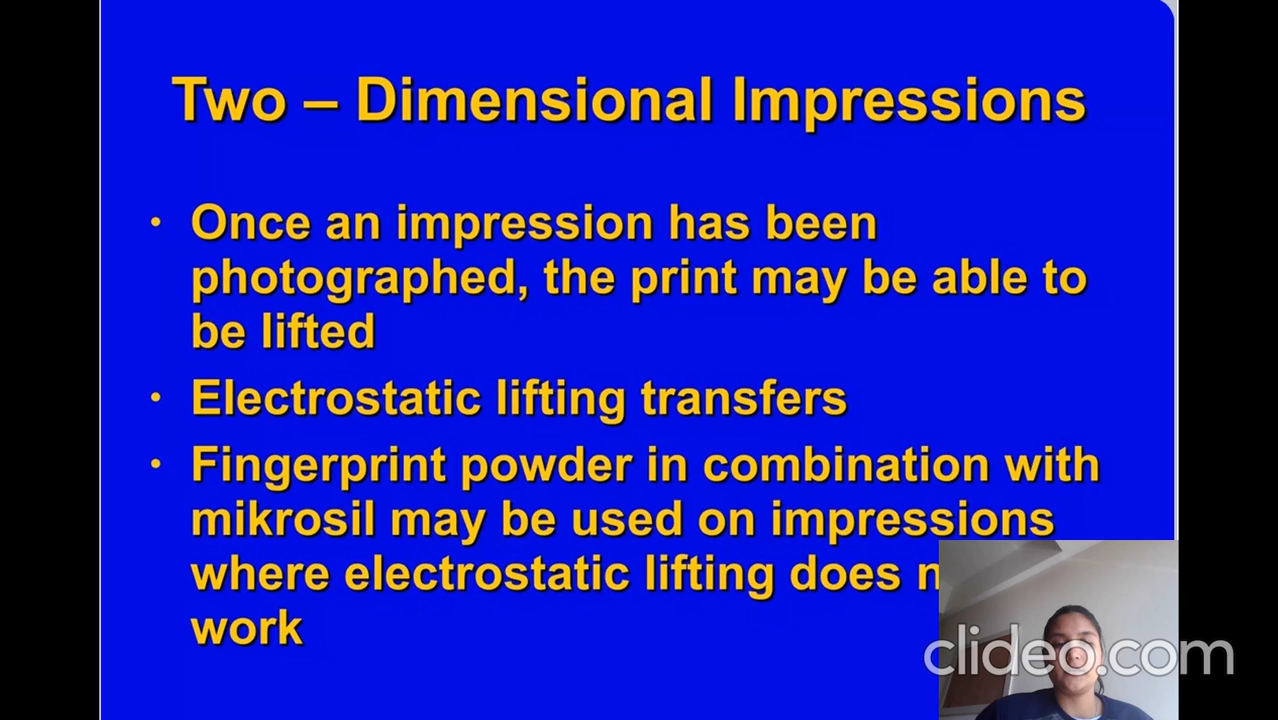 Two – Dimensional Impressions
• Once an impression has been
photographed, the print may be able to
be lifted
• Electrostatic lifting transfers
• Fingerprint powder in combination with
mikrosil may be used on impressions
where electrostatic lifting does
work
clideo.com